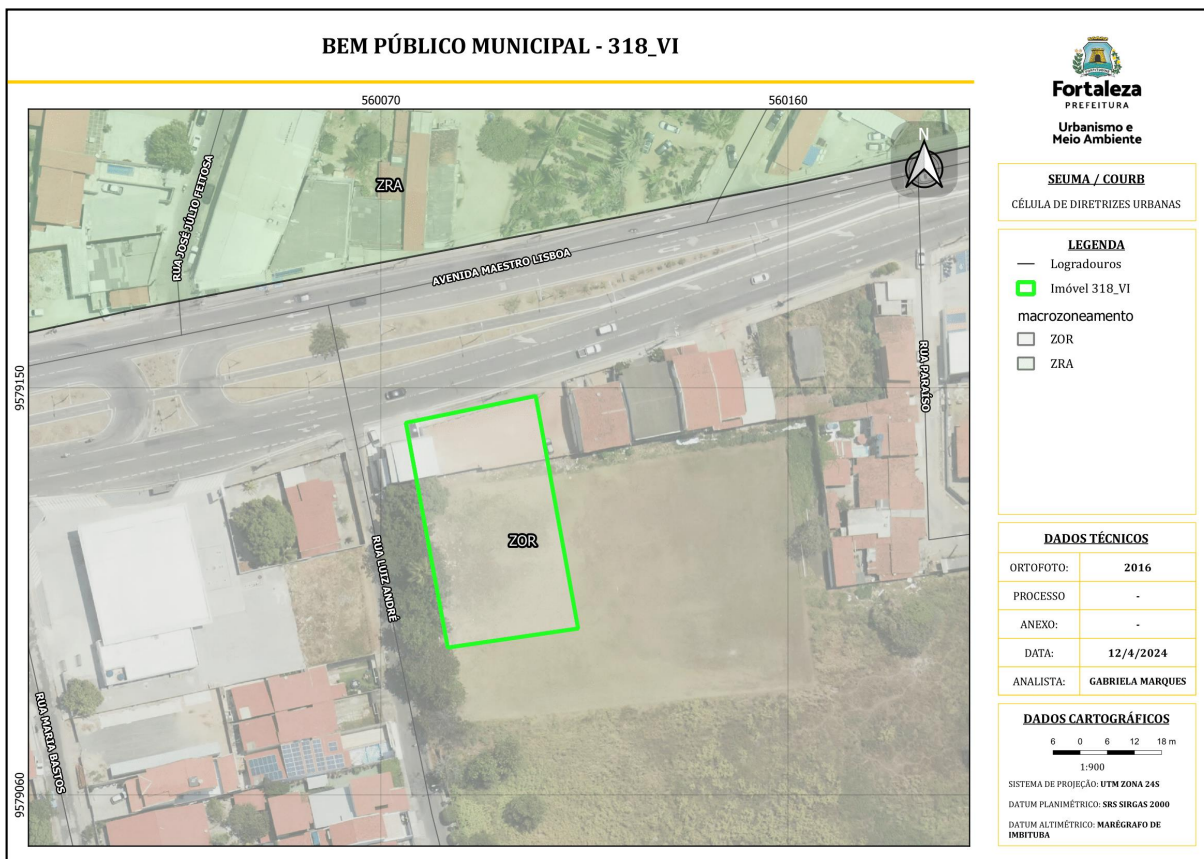 BEM PÚBLICO MUNICIPAL - 318_VI
560070
560160
9579150
9579060
N
ZRA
RUA JOSÉ JÚLIO FEITOSA
AVENIDA MAESTRO LISBOA
RUA PARAÍSO
ZOR
RUA LUIZ ANDRÉ
RUA MARIA BASTOS
Fortaleza
PREFEITURA
Urbanismo e
Meio Ambiente
SEUMA / COURB
CÉLULA DE DIRETRIZES URBANAS
LEGENDA
Logradouros
Imóvel 318_VI
macrozoneamento
ZOR
ZRA
DADOS TÉCNICOS
ORTOFOTO: 2016
PROCESSO -
ANEXO: -
DATA: 12/4/2024
ANALISTA: GABRIELA MARQUES
DADOS CARTOGRÁFICOS
6 0 6 12 18 m
1:900
SISTEMA DE PROJEÇÃO: UTM ZONA 24S
DATUM PLANIMÉTRICO: SRS SIRGAS 2000
DATUM ALTIMÉTRICO: MARÉGRAFO DE
IMBITUBA